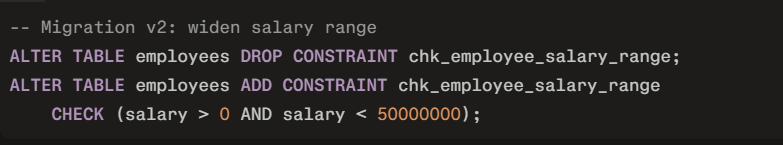 -- Migration v2: widen salary range
ALTER TABLE employees DROP CONSTRAINT chk_employee_salary_range;
ALTER TABLE employees ADD CONSTRAINT chk_employee_salary_range
    CHECK (salary > 0 AND salary < 50000000);